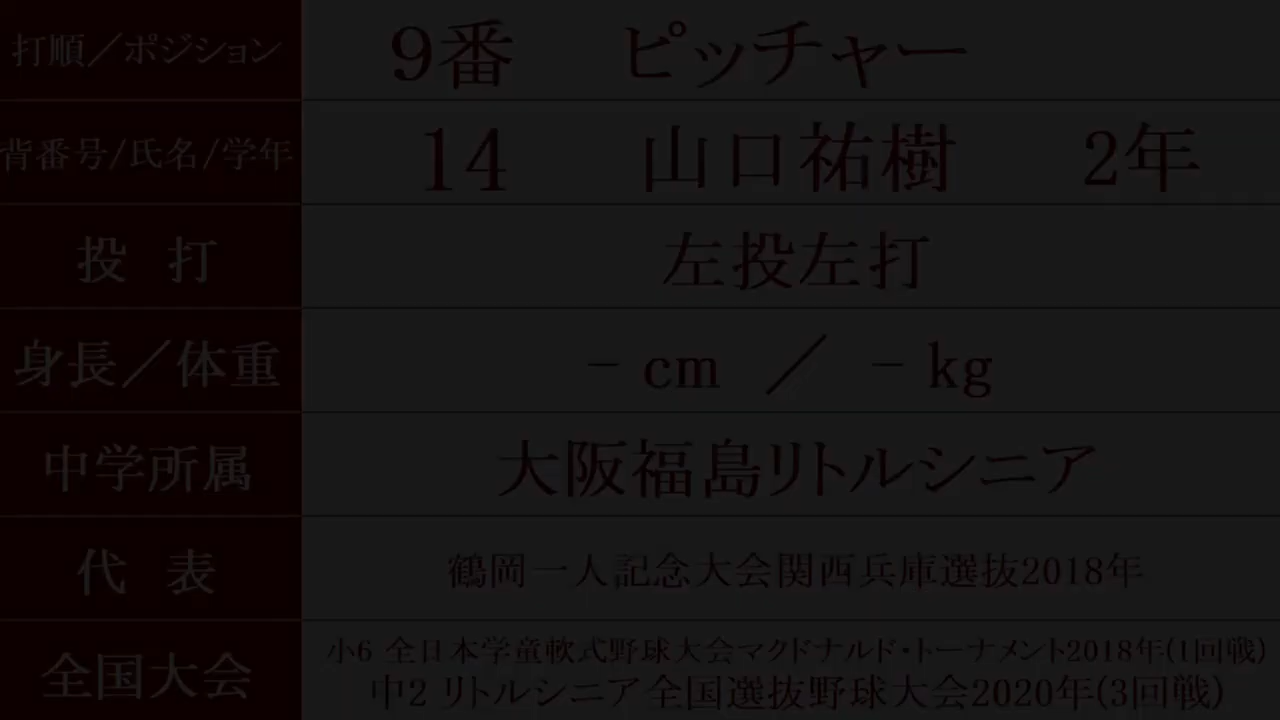 打順／ポジション 9番 ピッチャー
背番号/氏名/学年 14 山口祐樹 2年
投 打 左投左打
身長／体重 - cm ／ - kg
中学所属 大阪福島リトルシニア
代 表 鶴岡一人記念大会関西兵庫選抜2018年
全国大会 小6 全日本学童軟式野球大会マクドナルド・トーナメント2018年(1回戦)
中2 リトルシニア全国選抜野球大会2020年(3回戦)